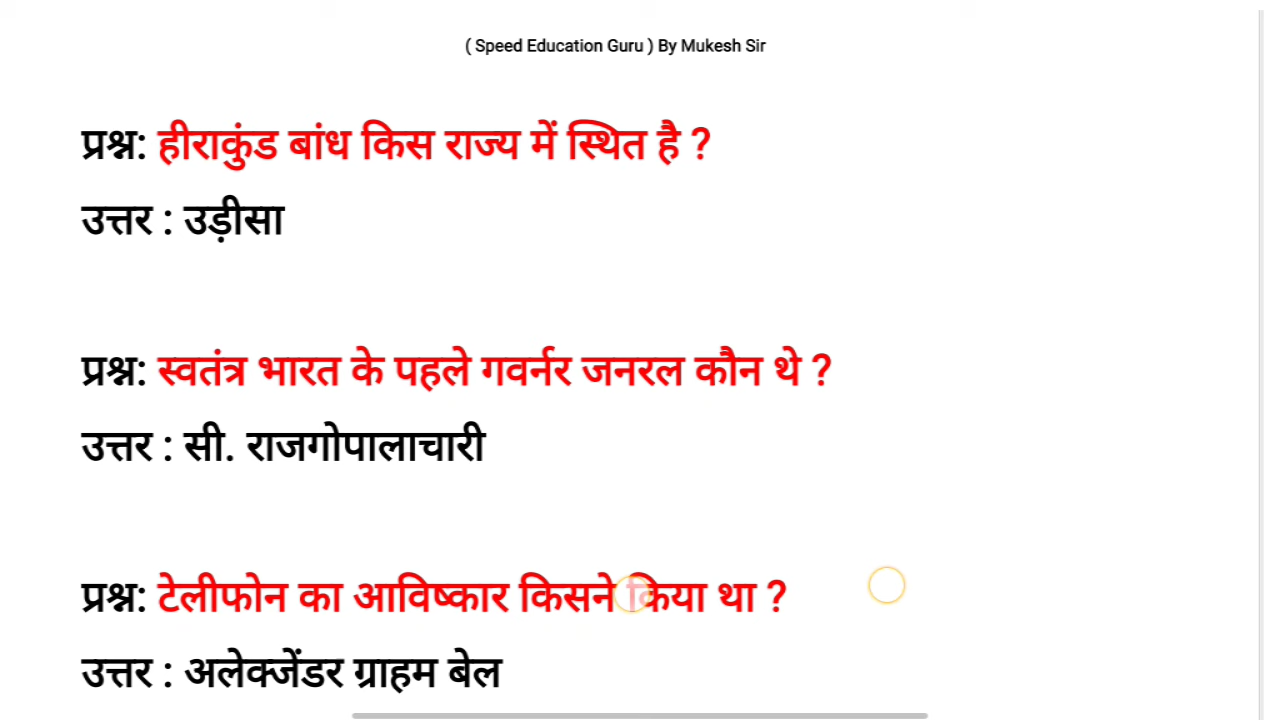 ( Speed Education Guru ) By Mukesh Sir
प्रश्न: हीराकुंड बांध किस राज्य में स्थित है ?
उत्तर : उड़ीसा
प्रश्न: स्वतंत्र भारत के पहले गवर्नर जनरल कौन थे ?
उत्तर : सी. राजगोपालाचारी
प्रश्न: टेलीफोन का आविष्कार किसने किया था ?
उत्तर : अलेक्जेंडर ग्राहम बेल